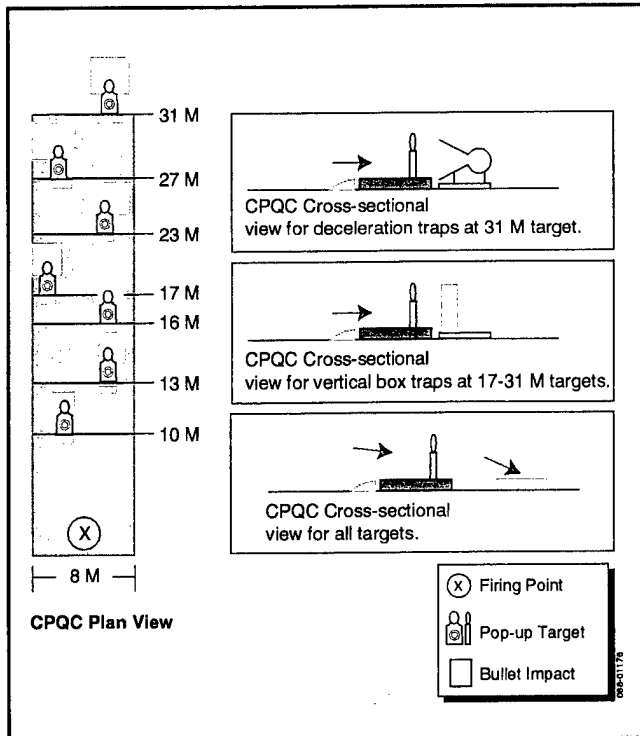 31 M
27 M
23 M
17 M
16 M
13 M
10 M
X
8 M
CPQC Plan View
CPQC Cross-sectional
view for deceleration traps at 31 M target.
CPQC Cross-sectional
view for vertical box traps at 17-31 M targets.
CPQC Cross-sectional
view for all targets.
X Firing Point
Pop-up Target
Bullet Impact